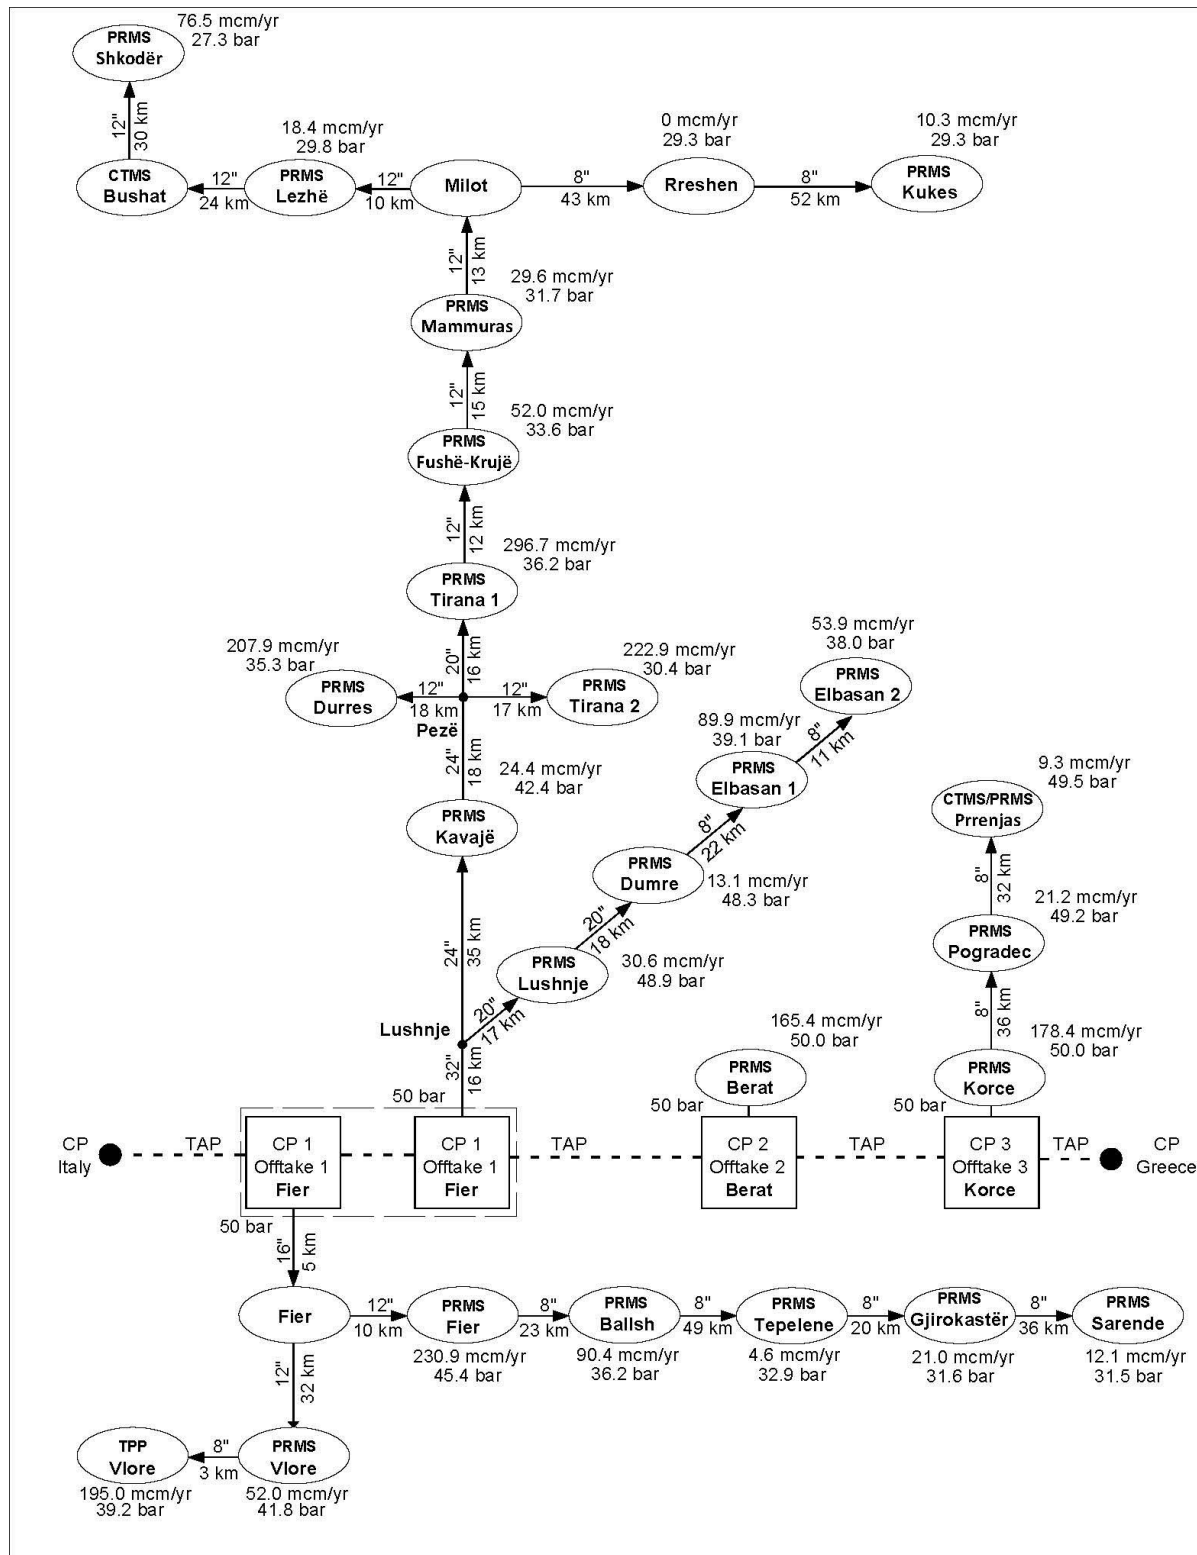 76.5 mcm/yr
27.3 bar
PRMS
Shkodër
12"
30 km
CTMS
Bushat
12"
24 km
18.4 mcm/yr
29.8 bar
PRMS
Lezhë
12"
10 km
Milot
8"
43 km
0 mcm/yr
29.3 bar
Rreshen
8"
52 km
10.3 mcm/yr
29.3 bar
PRMS
Kukes
12"
13 km
29.6 mcm/yr
31.7 bar
PRMS
Mammuras
12"
15 km
52.0 mcm/yr
33.6 bar
PRMS
Fushë-Krujë
12"
12 km
296.7 mcm/yr
36.2 bar
PRMS
Tirana 1
20"
16 km
207.9 mcm/yr
35.3 bar
PRMS
Durres
12"
18 km
Pezë
12"
17 km
222.9 mcm/yr
30.4 bar
PRMS
Tirana 2
24"
18 km
24.4 mcm/yr
42.4 bar
PRMS
Kavajë
24"
35 km
53.9 mcm/yr
38.0 bar
PRMS
Elbasan 2
8"
11 km
89.9 mcm/yr
39.1 bar
PRMS
Elbasan 1
8"
22 km
PRMS
Dumre
13.1 mcm/yr
48.3 bar
20"
18 km
PRMS
Lushnje
30.6 mcm/yr
48.9 bar
20"
17 km
Lushnje
32"
16 km
50 bar
9.3 mcm/yr
49.5 bar
CTMS/PRMS
Prrenjas
8"
32 km
21.2 mcm/yr
49.2 bar
PRMS
Pogradec
8"
36 km
178.4 mcm/yr
50.0 bar
PRMS
Korce
50 bar
165.4 mcm/yr
50.0 bar
PRMS
Berat
50 bar
CP
Italy
TAP
CP 1
Offtake 1
Fier
CP 1
Offtake 1
Fier
TAP
CP 2
Offtake 2
Berat
TAP
CP 3
Offtake 3
Korce
TAP
CP
Greece
50 bar
16"
5 km
Fier
12"
10 km
PRMS
Fier
230.9 mcm/yr
45.4 bar
8"
23 km
PRMS
Ballsh
90.4 mcm/yr
36.2 bar
8"
49 km
PRMS
Tepelene
4.6 mcm/yr
32.9 bar
8"
20 km
PRMS
Gjirokastër
21.0 mcm/yr
31.6 bar
8"
36 km
PRMS
Sarende
12.1 mcm/yr
31.5 bar
12"
32 km
TPP
Vlore
195.0 mcm/yr
39.2 bar
8"
3 km
PRMS
Vlore
52.0 mcm/yr
41.8 bar